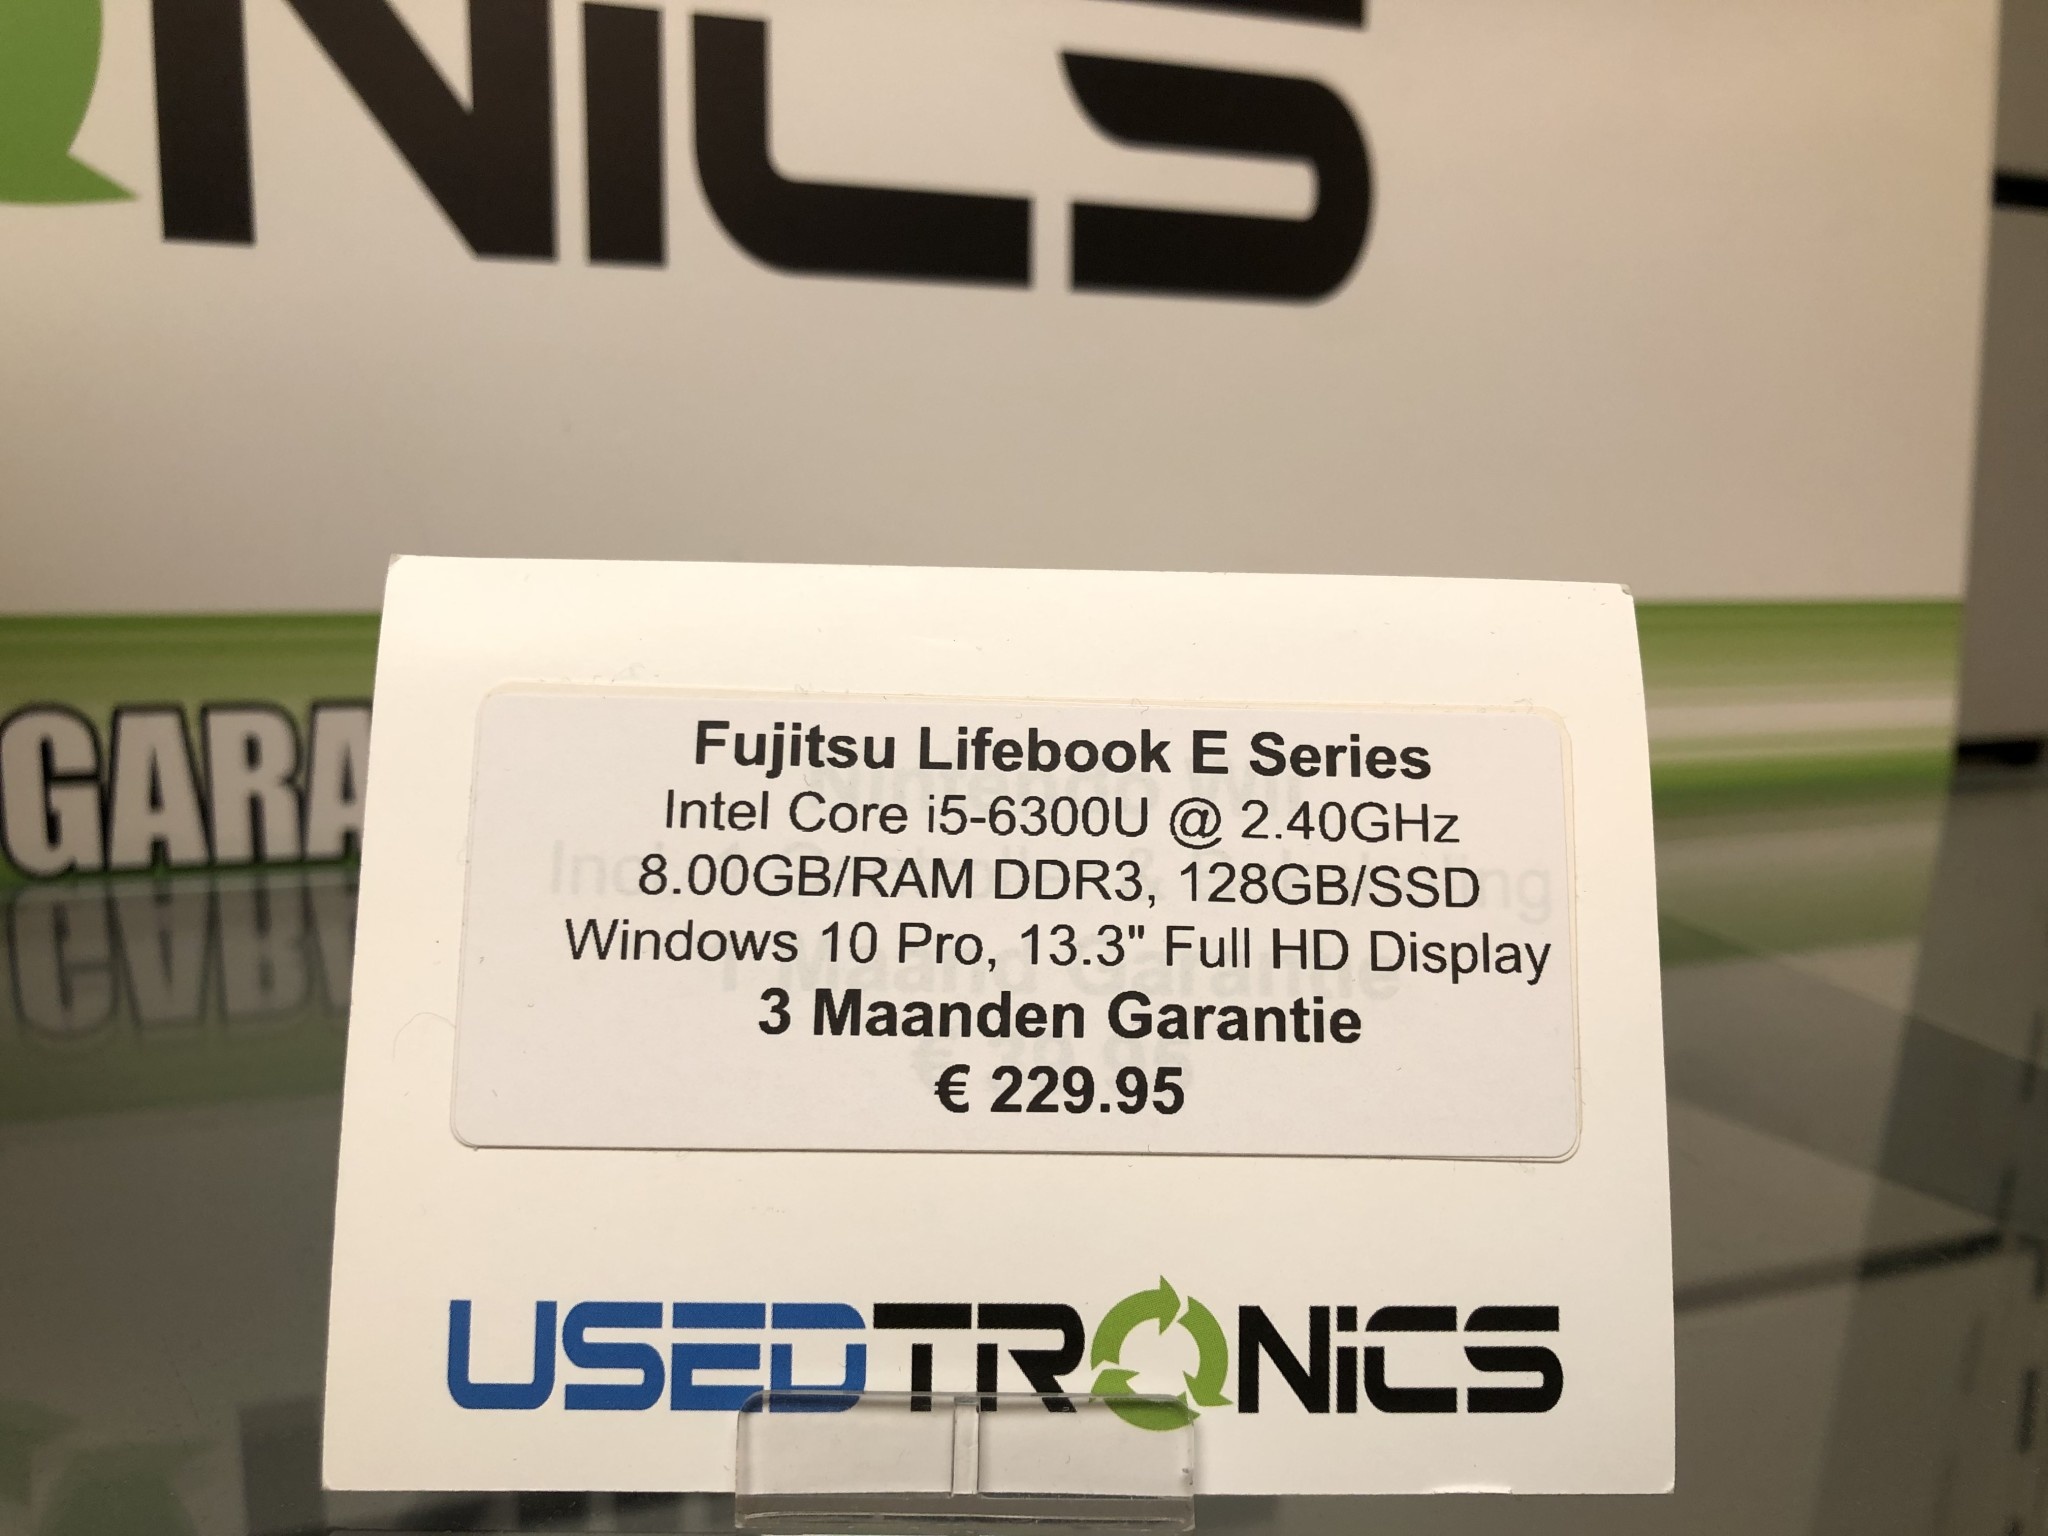 NiCS
GARA
Fujitsu Lifebook E Series
Intel Core i5-6300U @ 2.40GHz
8.00GB/RAM DDR3, 128GB/SSD
Windows 10 Pro, 13.3" Full HD Display
3 Maanden Garantie
€ 229.95
USEDTRONiCS